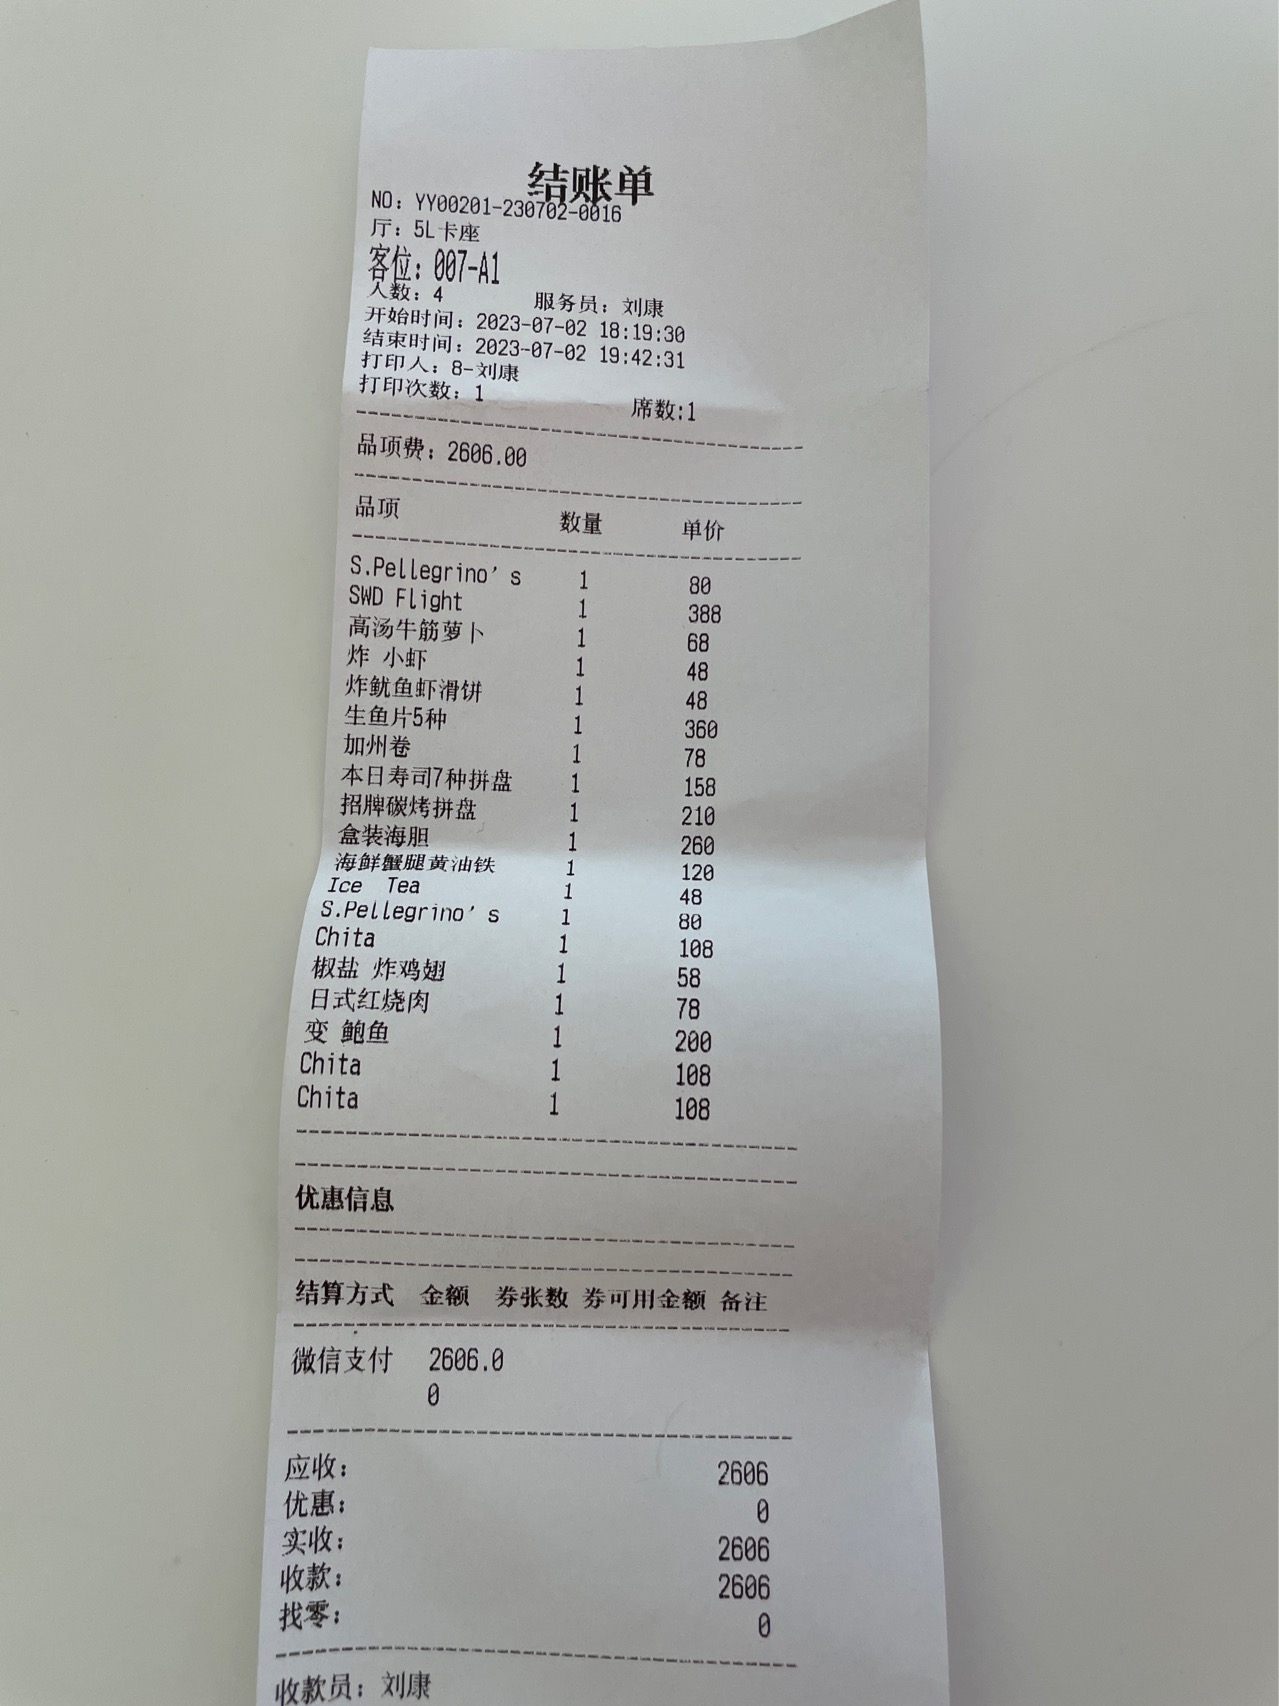 结账单
NO: YY00201-230702-0016
厅: 5L卡座
客位: 007-A1
人数: 4 服务员: 刘康
开始时间: 2023-07-02 18:19:30
结束时间: 2023-07-02 19:42:31
打印人: 8-刘康
打印次数: 1 席数:1
品项费: 2606.00
品项 数量 单价
S.Pellegrino's 1 80
SWD Flight 1 388
高汤牛筋萝卜 1 68
炸 小虾 1 48
炸鱿鱼虾滑饼 1 48
生鱼片5种 1 360
加州卷 1 78
本日寿司7种拼盘 1 158
招牌碳烤拼盘 1 210
盒装海胆 1 260
海鲜蟹腿黄油铁 1 120
Ice Tea 1 48
S.Pellegrino's 1 80
Chita 1 108
椒盐 炸鸡翅 1 58
日式红烧肉 1 78
变 鲍鱼 1 200
Chita 1 108
Chita 1 108
优惠信息
结算方式 金额 券张数 券可用金额 备注
微信支付 2606.0
0
应收: 2606
优惠: 0
实收: 2606
收款: 2606
找零: 0
收款员: 刘康